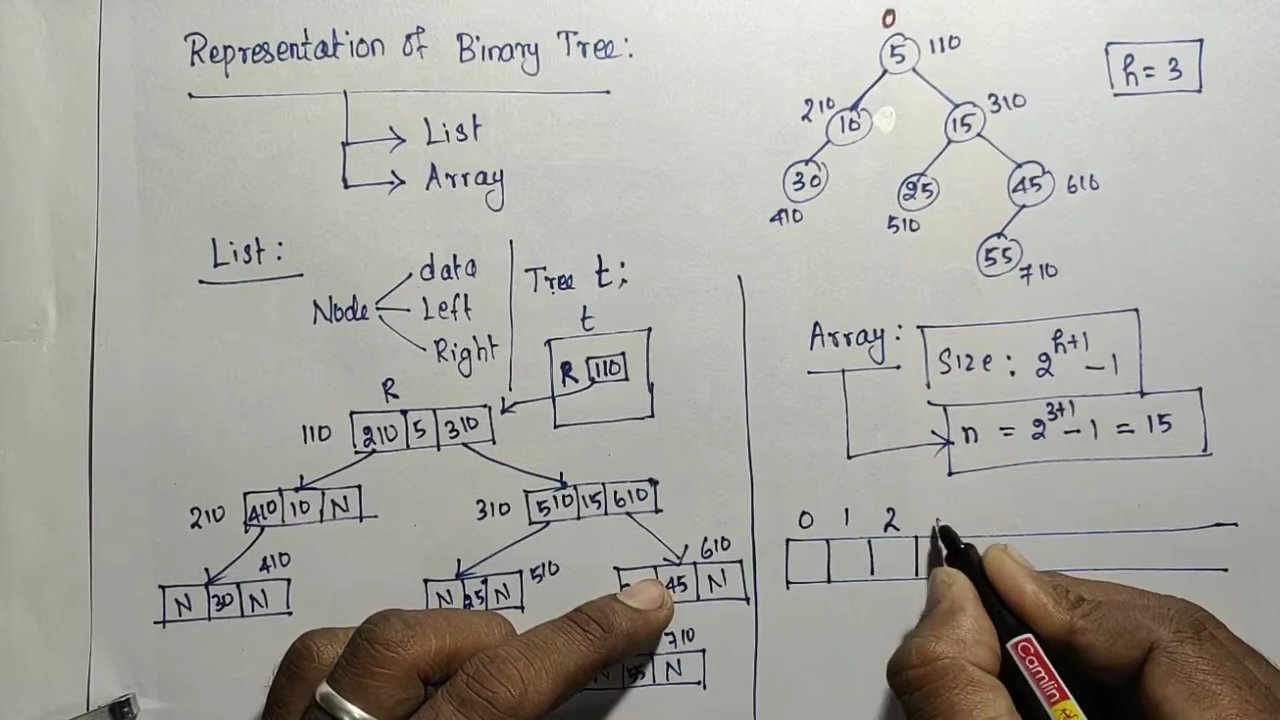 Representation of Binary Tree:
List
Array
0
5 110
210 10
15 310
30
410
25
510
45 610
55 710
h = 3
List:
Node
data
Left
Right
Tree t;
t
R 110
R
110 210 5 310
210 410 10 N
310 510 15 610
410
N 30 N
N 25 N 510
610
45 N
710
55 N
Array:
Size: 2^{h+1} - 1
n = 2^{3+1} - 1 = 15
0 1 2
Camlin